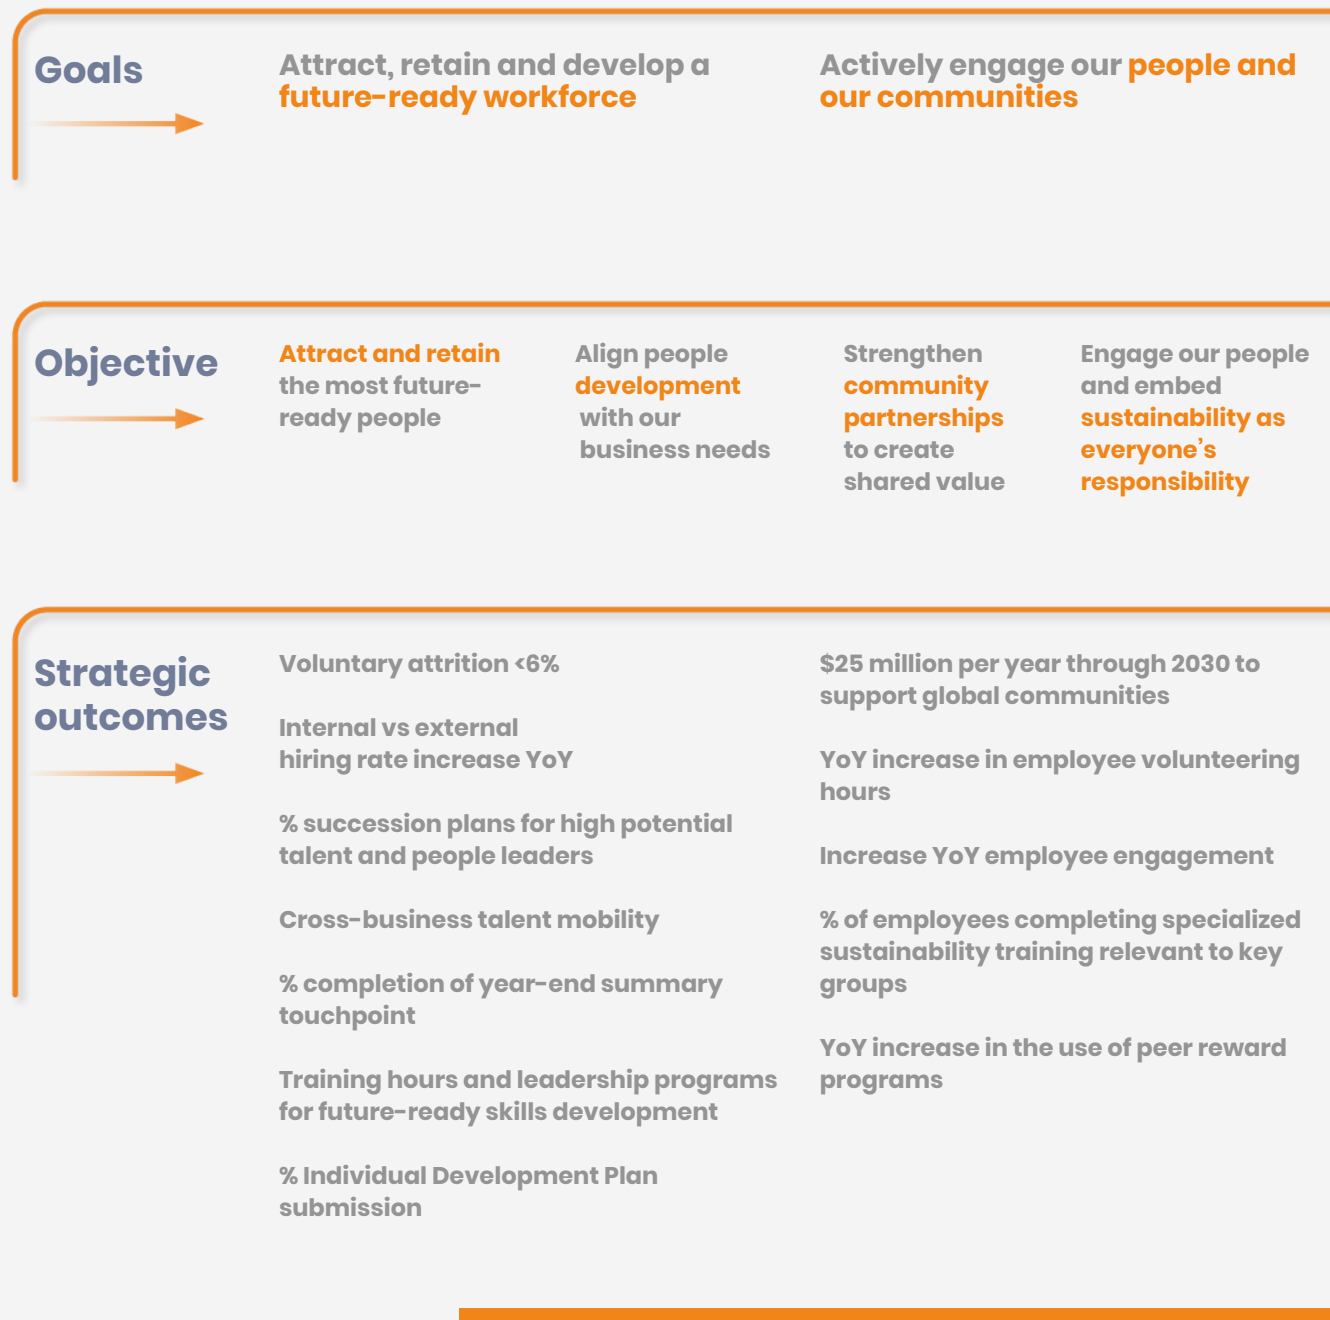 Goals
Attract, retain and develop a
future-ready workforce
Actively engage our people and
our communities
Objective
Attract and retain
the most future-
ready people
Align people
development
with our
business needs
Strengthen
community
partnerships
to create
shared value
Engage our people
and embed
sustainability as
everyone's
responsibility
Strategic
outcomes
Voluntary attrition <6%
Internal vs external
hiring rate increase YoY
% succession plans for high potential
talent and people leaders
Cross-business talent mobility
% completion of year-end summary
touchpoint
Training hours and leadership programs
for future-ready skills development
% Individual Development Plan
submission
$25 million per year through 2030 to
support global communities
YoY increase in employee volunteering
hours
Increase YoY employee engagement
% of employees completing specialized
sustainability training relevant to key
groups
YoY increase in the use of peer reward
programs